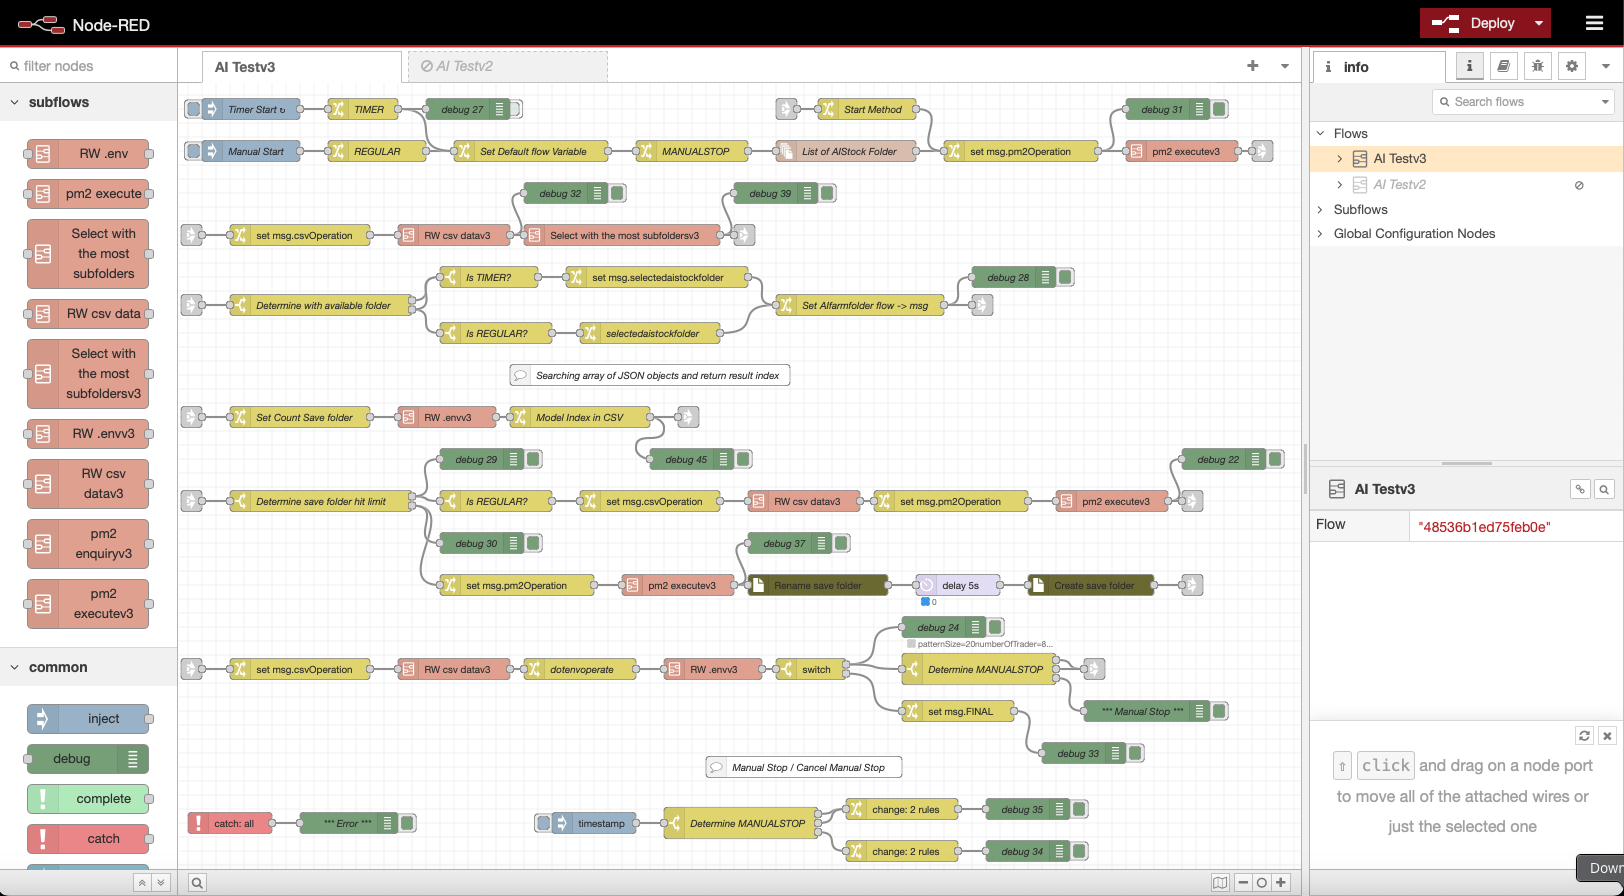 Node-RED
Deploy
filter nodes
AI Testv3
AI Testv2
i info
i
Search flows
subflows
RW .env
pm2 execute
Select with
the most
subfolders
RW csv data
Select with
the most
subfoldersv3
RW .envv3
RW csv
datav3
pm2
enquiryv3
pm2
executev3
common
inject
debug
complete
catch
Timer Start ↻
TIMER
debug 27
Start Method
debug 31
Manual Start
REGULAR
Set Default flow Variable
MANUALSTOP
List of AIStock Folder
set msg.pm2Operation
pm2 executev3
debug 32
debug 39
set msg.csvOperation
RW csv datav3
Select with the most subfoldersv3
Is TIMER?
set msg.selectedaistockfolder
debug 28
Determine with available folder
Set AIfarmfolder flow -> msg
Is REGULAR?
selectedaistockfolder
Searching array of JSON objects and return result index
Set Count Save folder
RW .envv3
Model Index in CSV
debug 29
debug 45
debug 22
Determine save folder hit limit
Is REGULAR?
set msg.csvOperation
RW csv datav3
set msg.pm2Operation
pm2 executev3
debug 30
debug 37
set msg.pm2Operation
pm2 executev3
Rename save folder
delay 5s
Create save folder
0
debug 24
patternSize=20numberOfTrader=8...
set msg.csvOperation
RW csv datav3
dotenvoperate
RW .envv3
switch
Determine MANUALSTOP
set msg.FINAL
*** Manual Stop ***
debug 33
Manual Stop / Cancel Manual Stop
catch: all
*** Error ***
timestamp
Determine MANUALSTOP
change: 2 rules
debug 35
change: 2 rules
debug 34
Flows
AI Testv3
AI Testv2
Subflows
Global Configuration Nodes
AI Testv3
Flow "48536b1ed75feb0e"
⇧ click and drag on a node port
to move all of the attached wires or
just the selected one